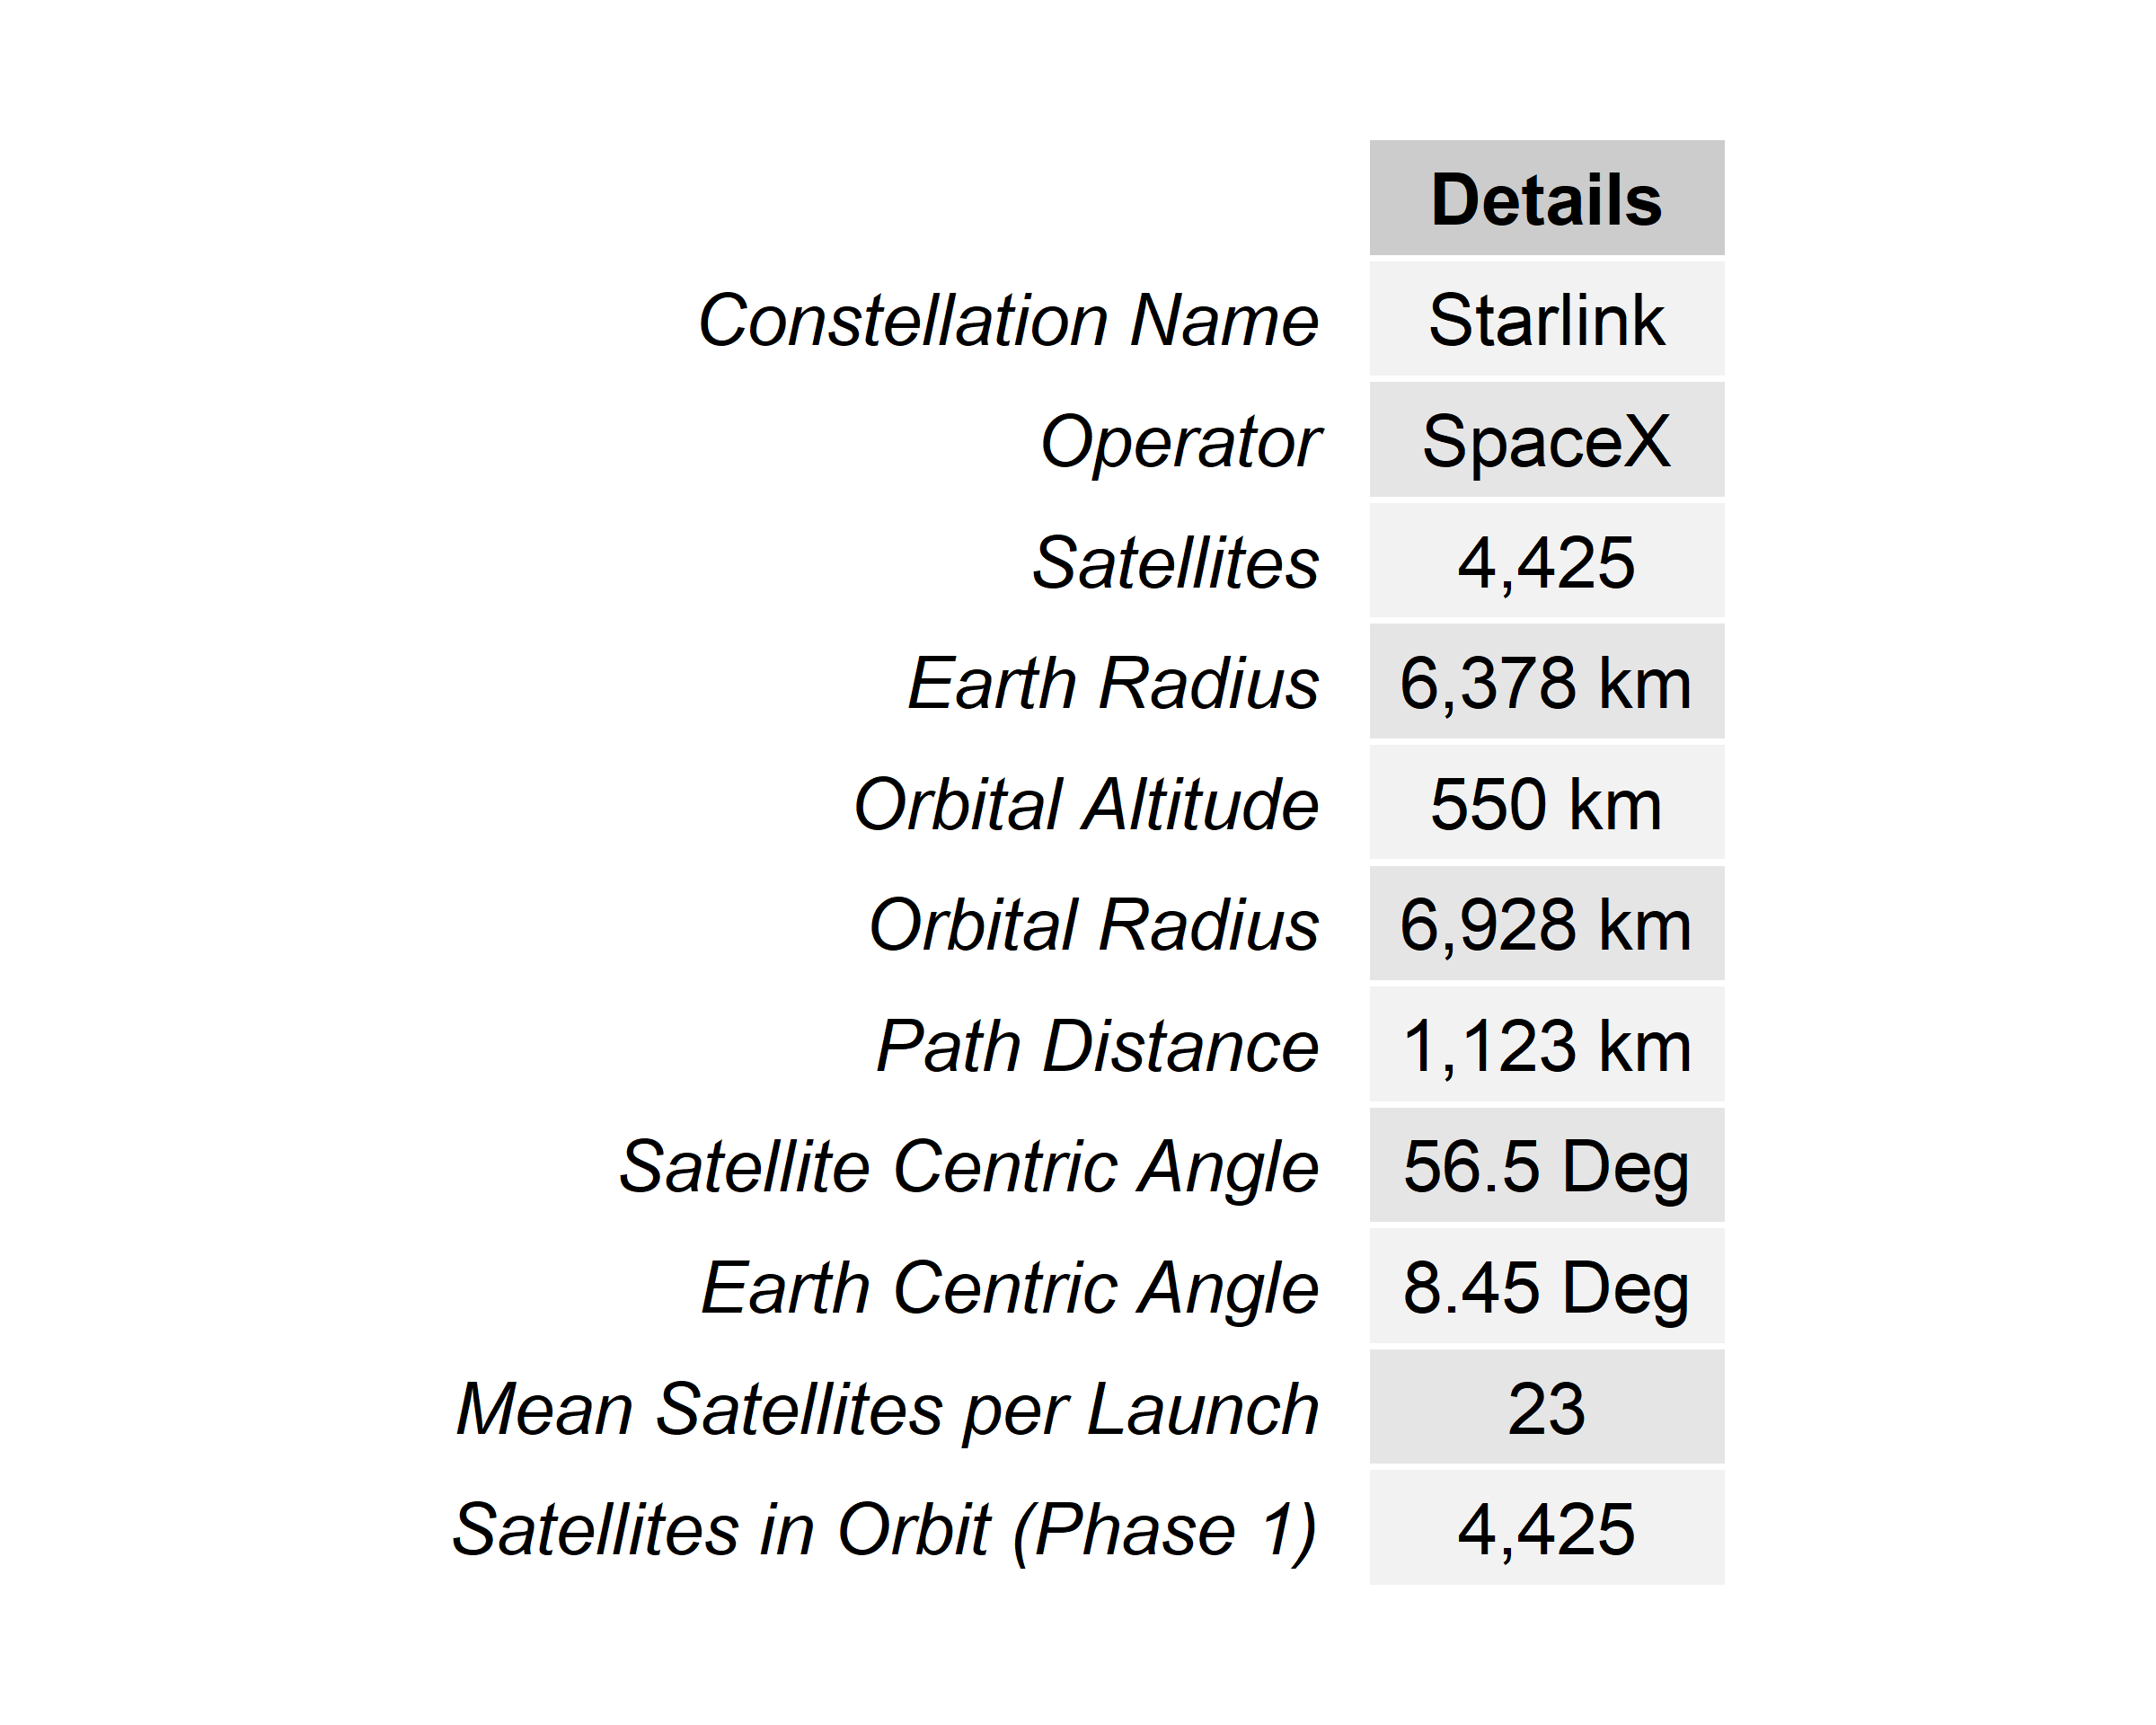 Details
Constellation Name Starlink
Operator SpaceX
Satellites 4,425
Earth Radius 6,378 km
Orbital Altitude 550 km
Orbital Radius 6,928 km
Path Distance 1,123 km
Satellite Centric Angle 56.5 Deg
Earth Centric Angle 8.45 Deg
Mean Satellites per Launch 23
Satellites in Orbit (Phase 1) 4,425